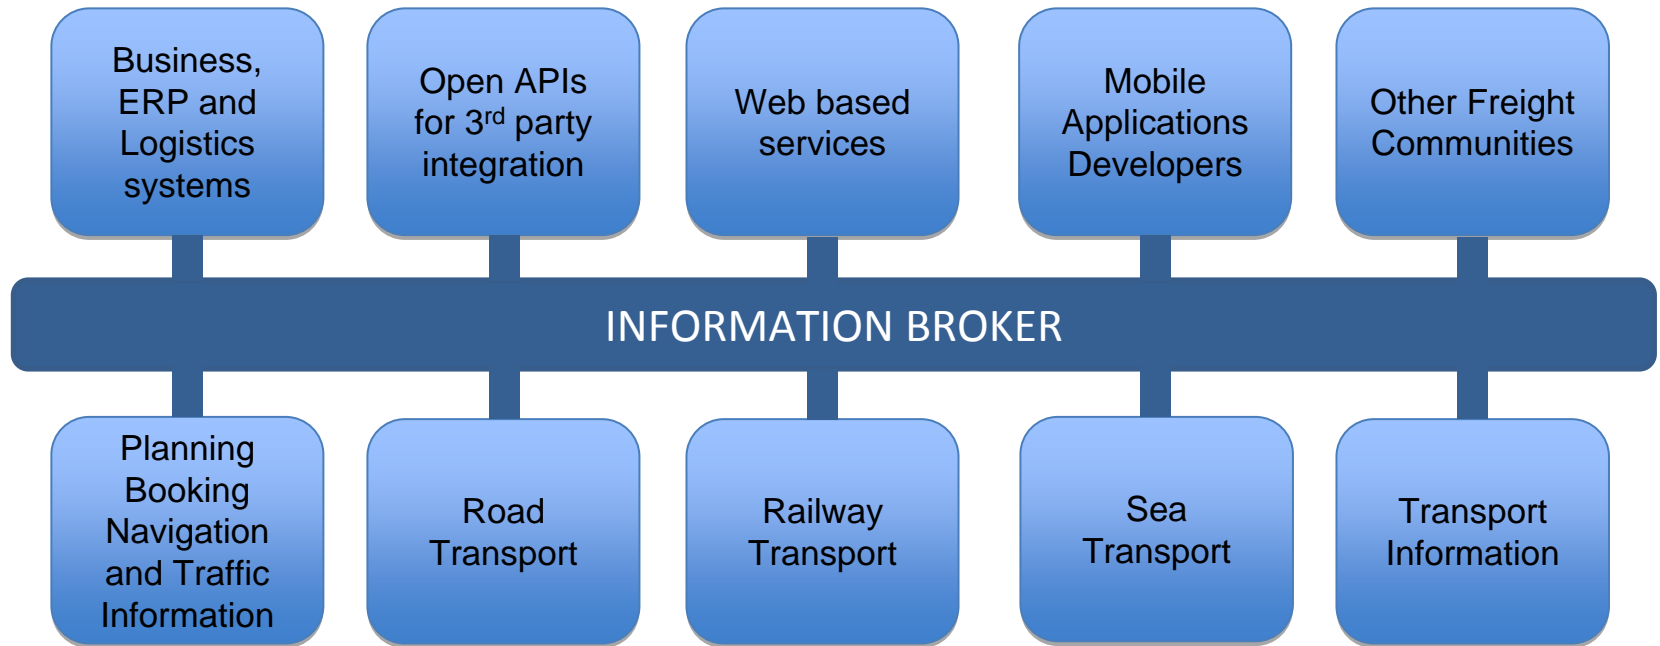 Business,
ERP and
Logistics
systems
Open APIs
for 3rd party
integration
Web based
services
Mobile
Applications
Developers
Other Freight
Communities
INFORMATION BROKER
Planning
Booking
Navigation
and Traffic
Information
Road
Transport
Railway
Transport
Sea
Transport
Transport
Information